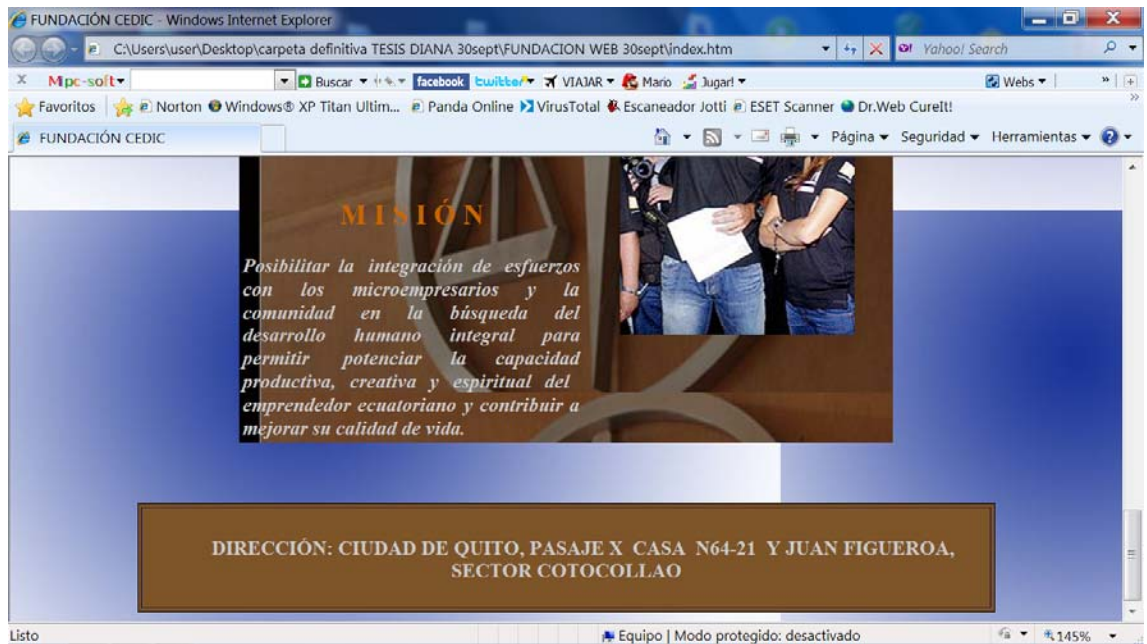 FUNDACIÓN CEDIC - Windows Internet Explorer
C:\Users\user\Desktop\carpeta definitiva TESIS DIANA 30sept\FUNDACION WEB 30sept\index.htm
Yahoo! Search
x Mipc-soft Buscar facebook twitter VIAJAR Mario Jugar! Webs »
Favoritos Norton Windows® XP Titan Ultim... Panda Online VirusTotal Escaneador Jotti ESET Scanner Dr.Web CureIt! »
FUNDACIÓN CEDIC Página Seguridad Herramientas
MISIÓN
Posibilitar la integración de esfuerzos
con los microempresarios y la
comunidad en la búsqueda del
desarrollo humano integral para
permitir potenciar la capacidad
productiva, creativa y espiritual del
emprendedor ecuatoriano y contribuir a
mejorar su calidad de vida.
DIRECCIÓN: CIUDAD DE QUITO, PASAJE X CASA N64-21 Y JUAN FIGUEROA,
SECTOR COTOCOLLAO
Listo Equipo | Modo protegido: desactivado 145%